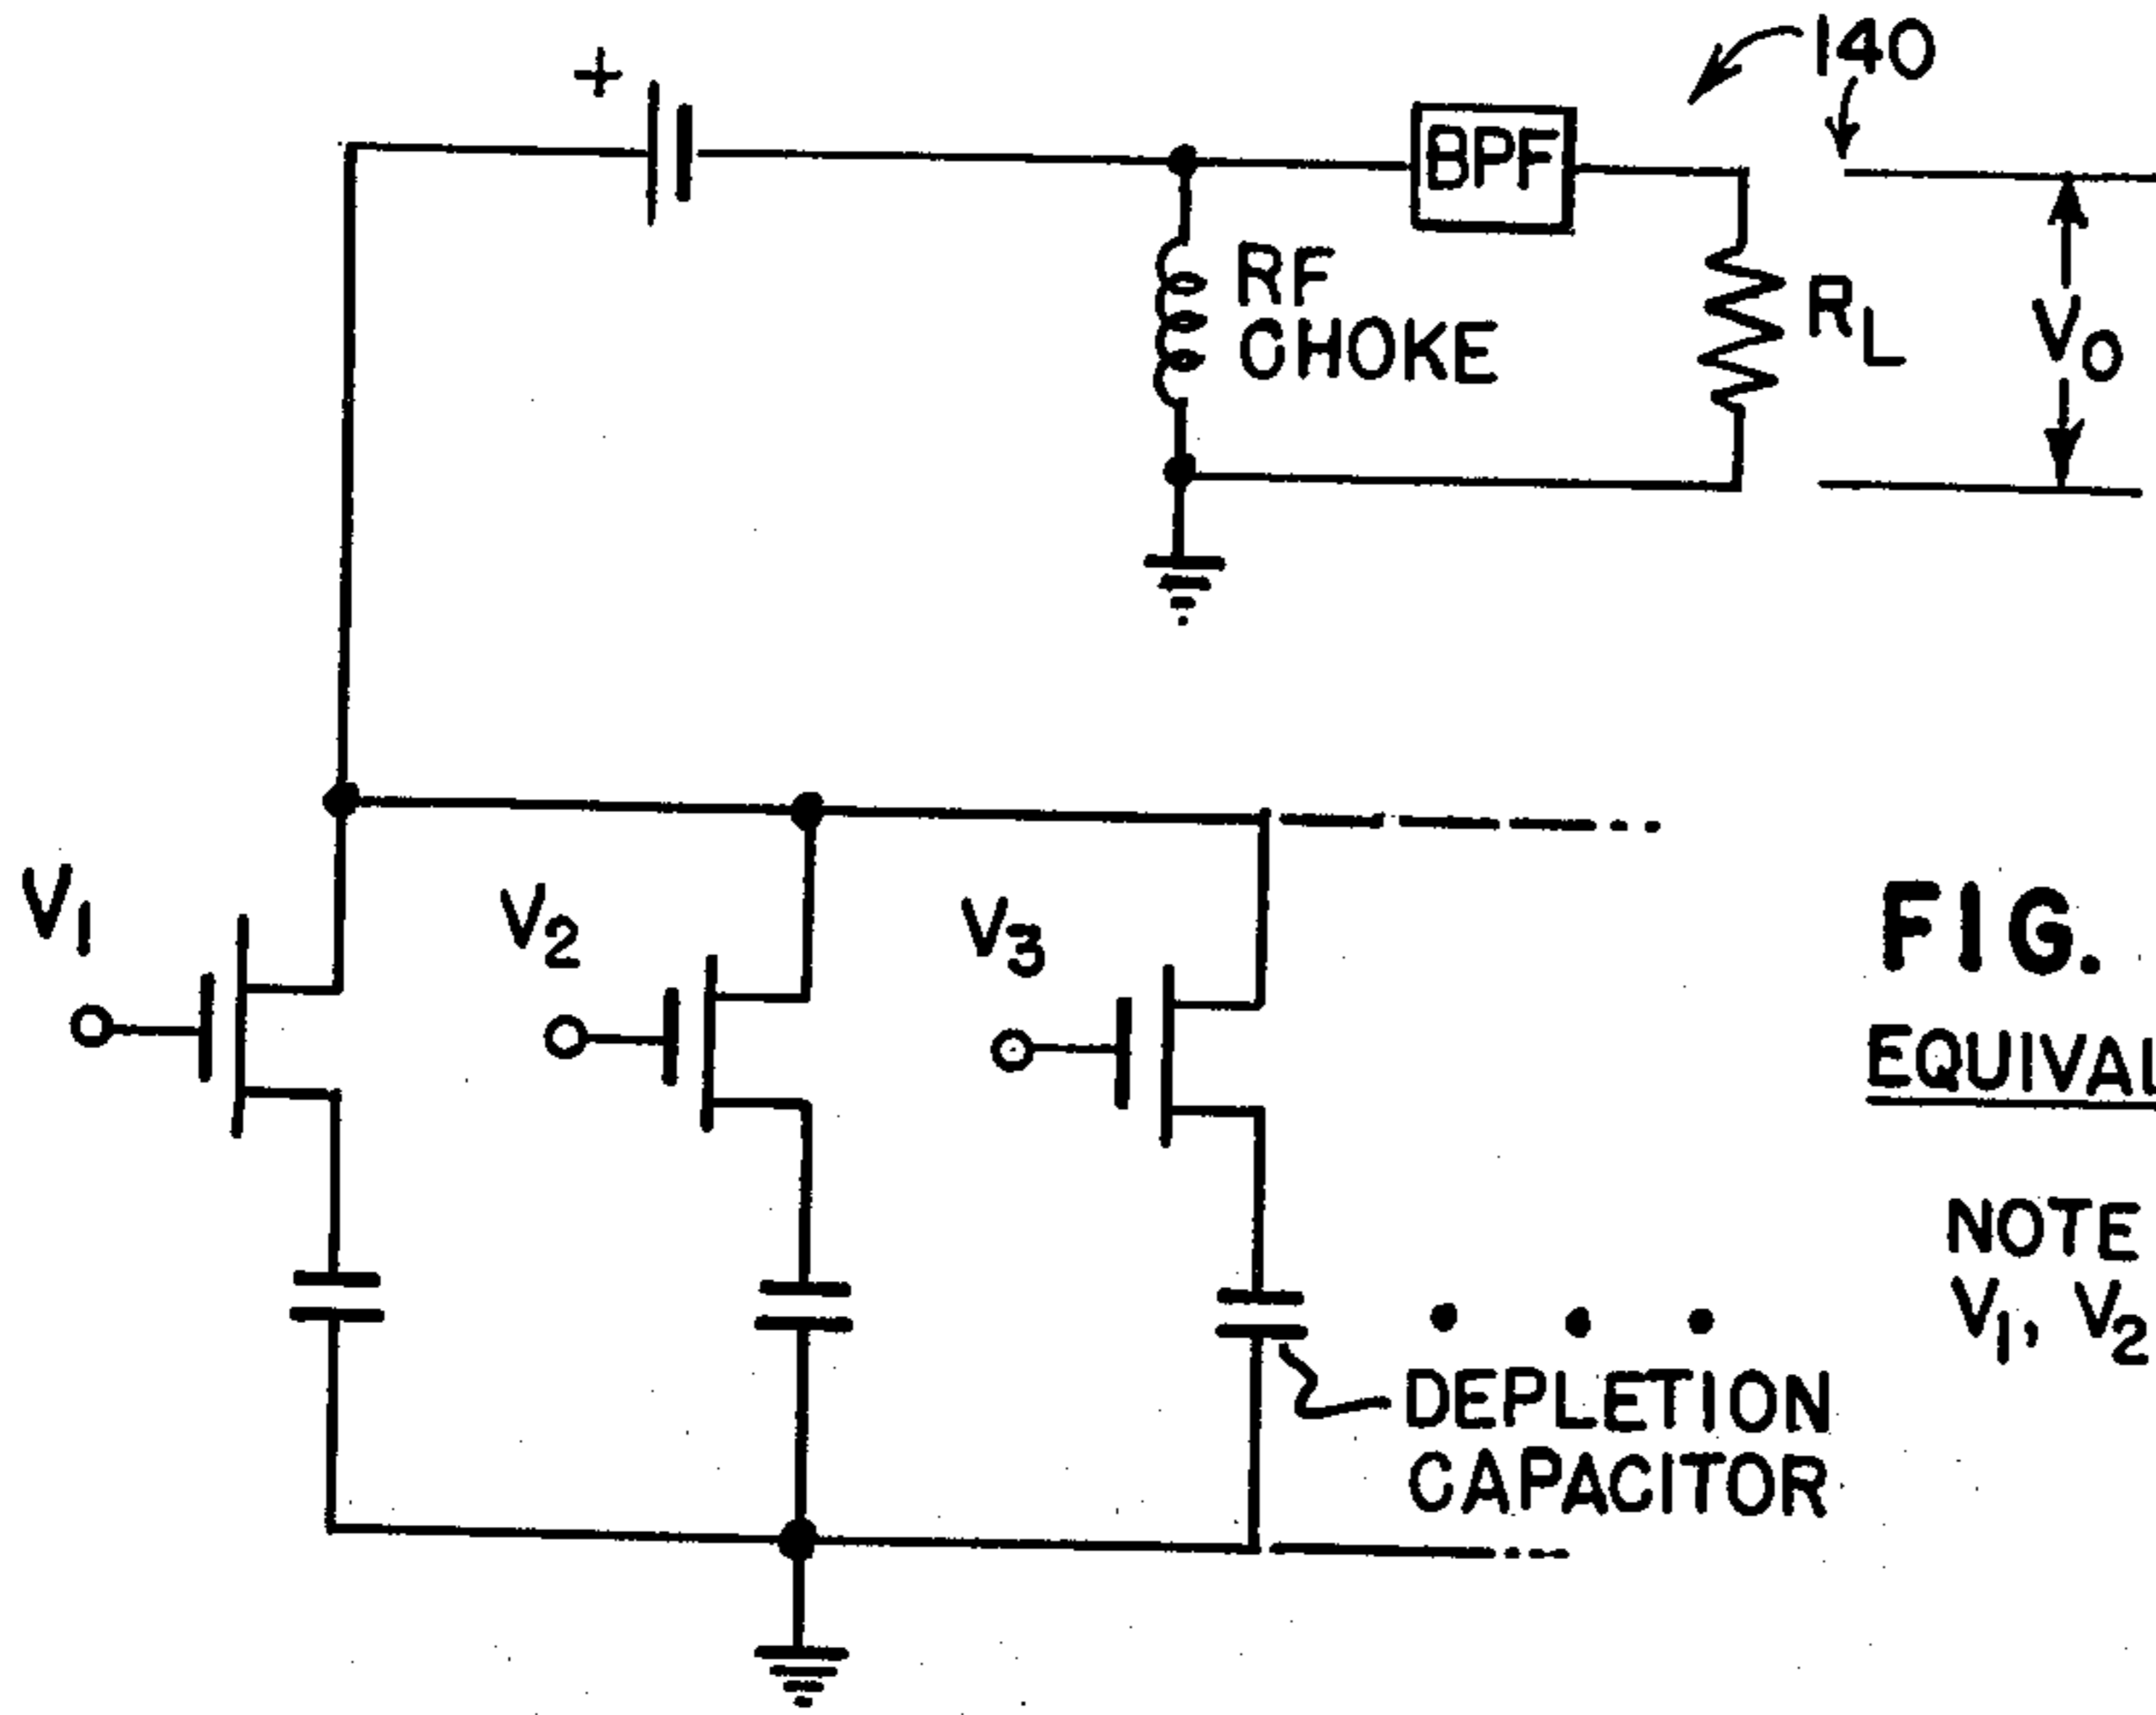 +
140
BPF
RF
CHOKE
RL
VO
V1
V2
V3
FIG.
EQUIVAL
NOTE
V1, V2
DEPLETION
CAPACITOR